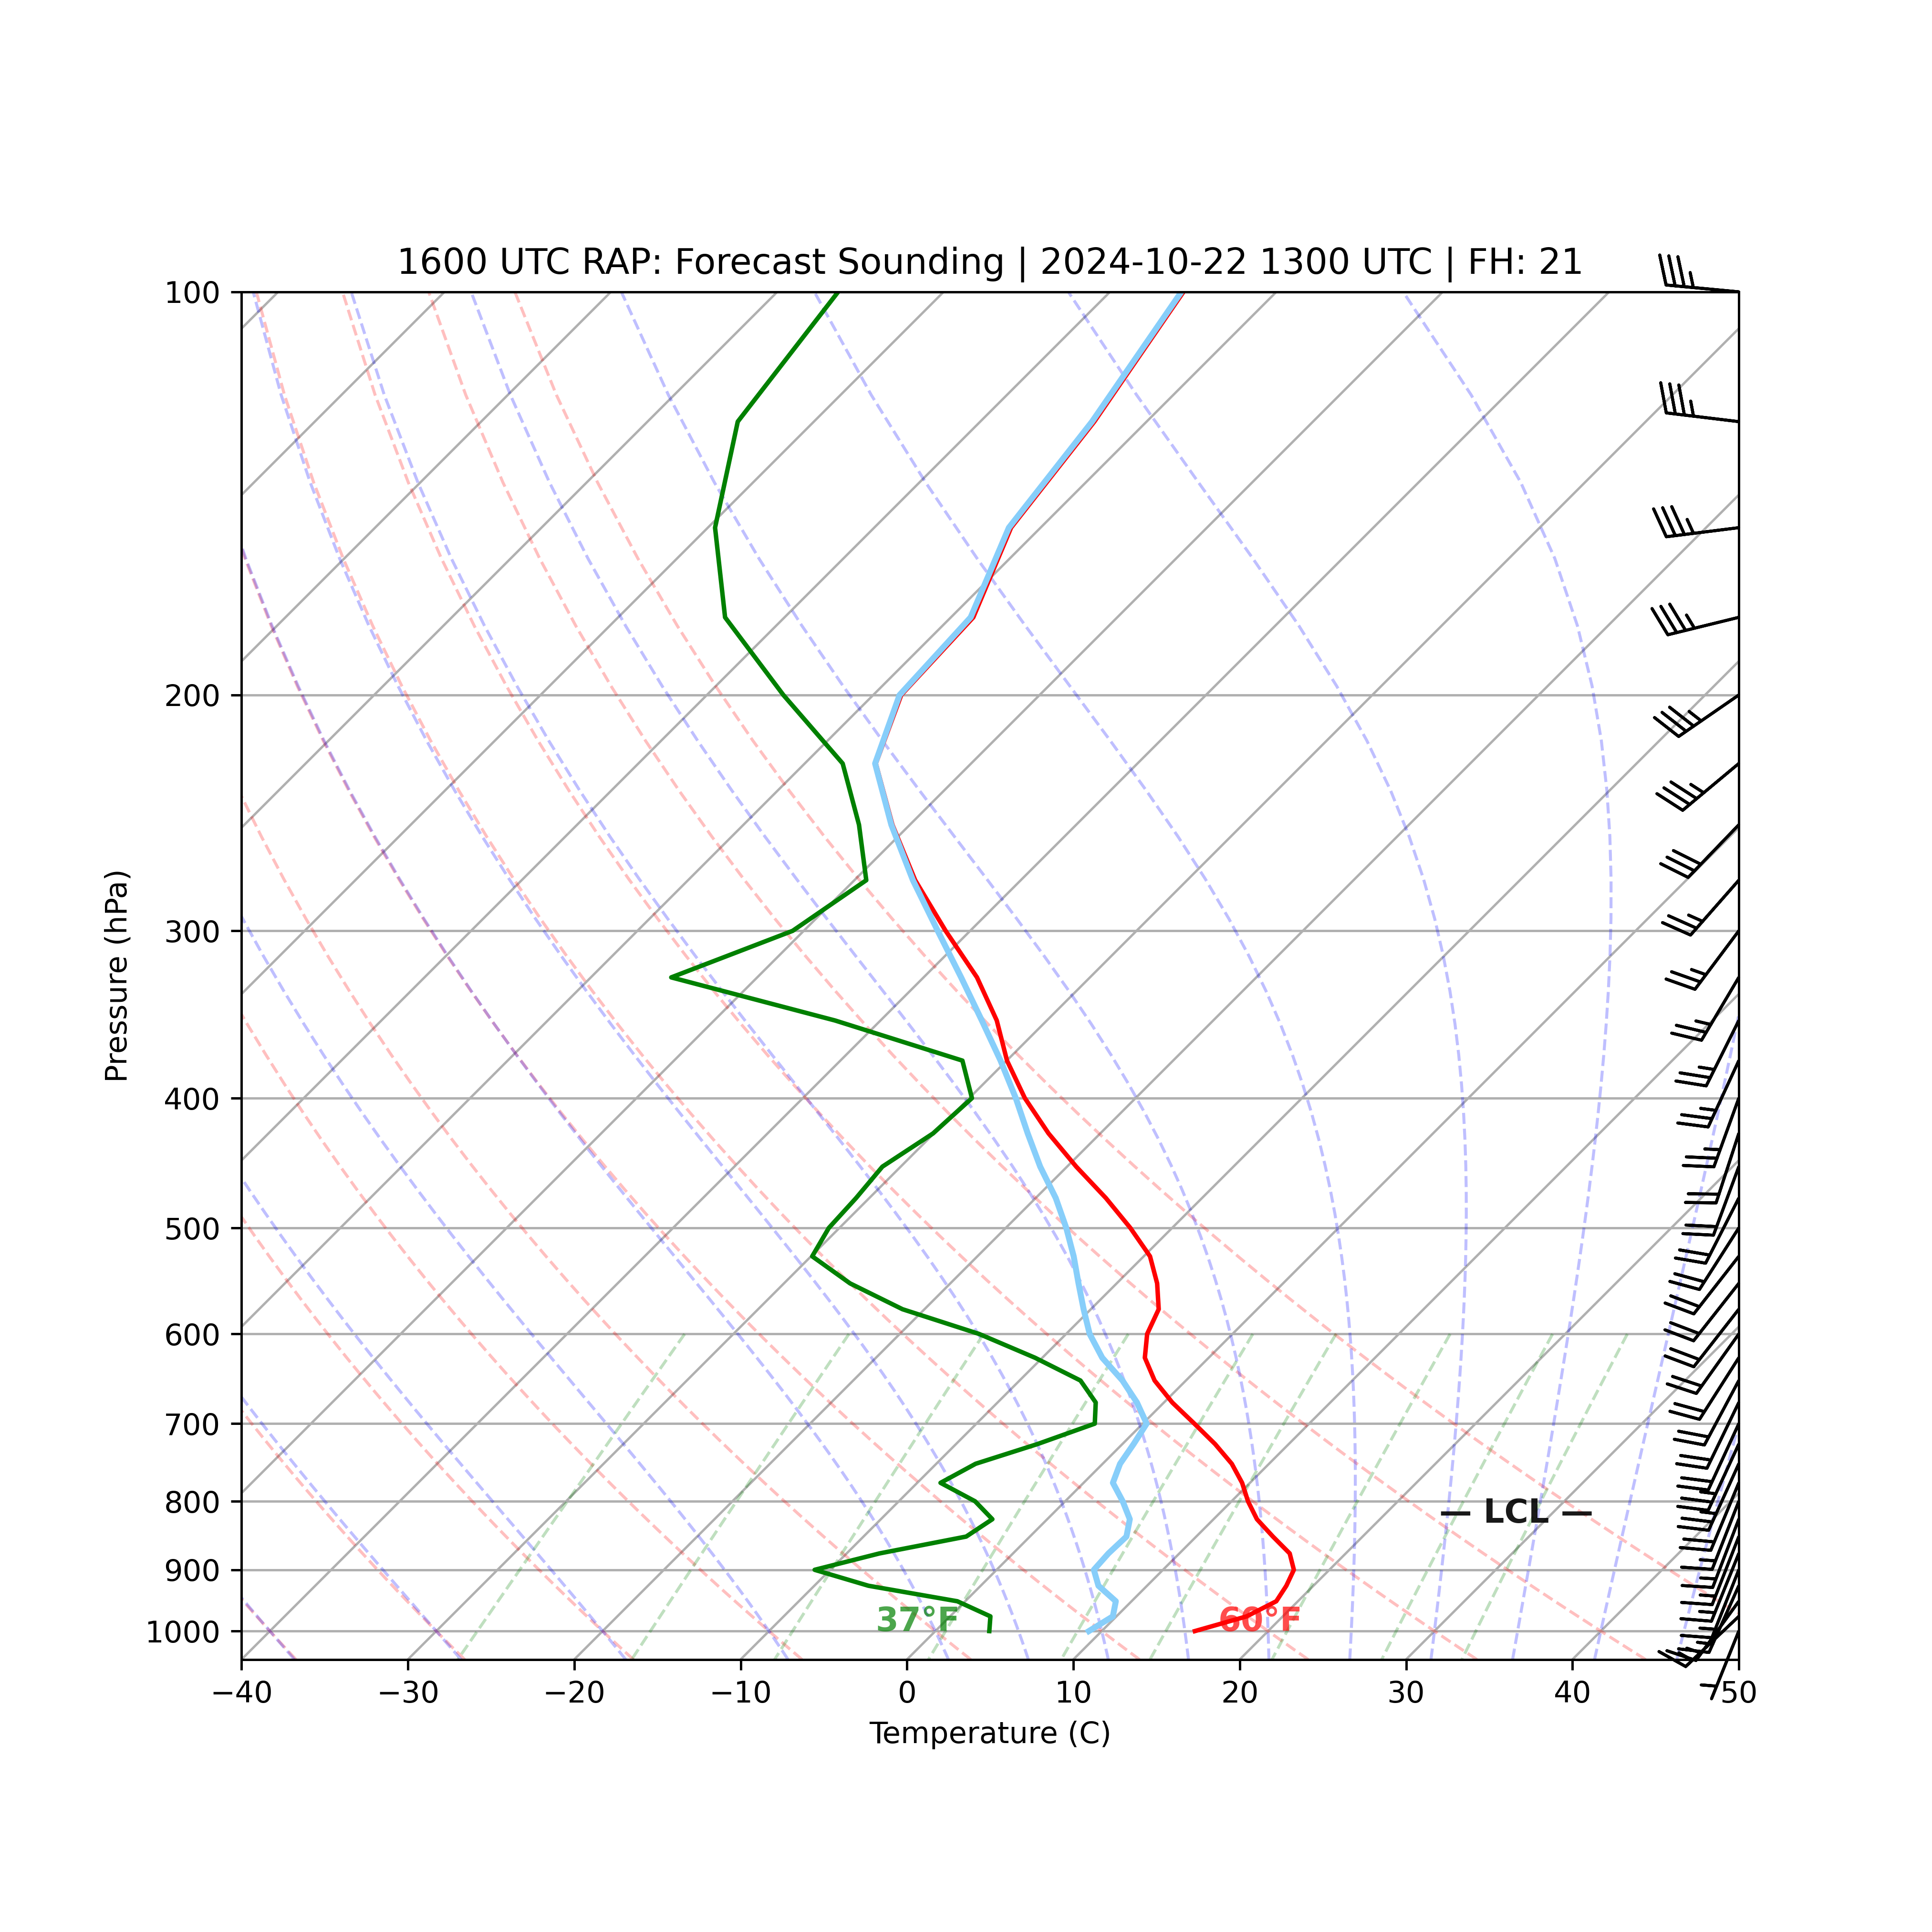 1600 UTC RAP: Forecast Sounding | 2024-10-22 1300 UTC | FH: 21
100
200
300
400
500
600
700
800
900
1000
Pressure (hPa)
— LCL —
37°F
60°F
−40 −30 −20 −10 0 10 20 30 40 50
Temperature (C)